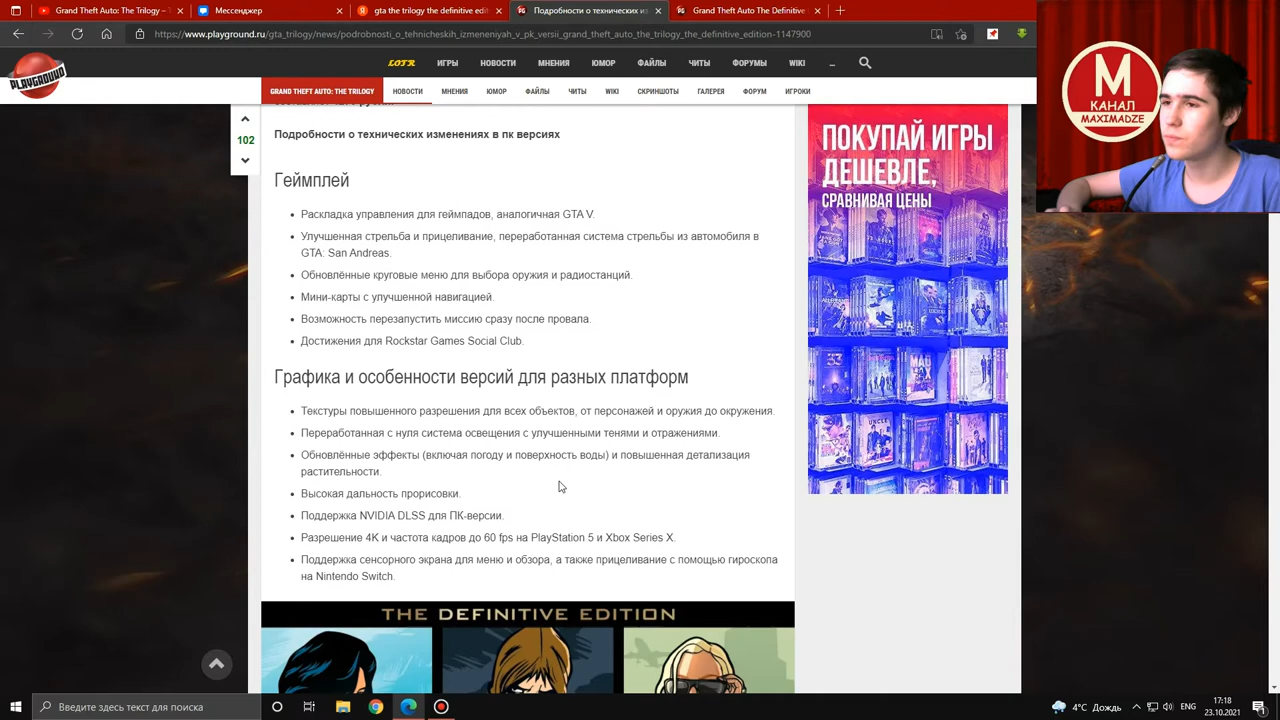 Grand Theft Auto: The Trilogy –
Мессенджер
gta trilogy the definitive edit
Подробности о технических из
Grand Theft Auto The Definitive
https://www.playground.ru/gta_trilogy/news/podrobnosti_o_tehnicheskih_izmeneniyah_v_pk_versii_grand_theft_auto_the_trilogy_the_definitive_edition-1147900
PLAYGROUND
LOTR ИГРЫ НОВОСТИ МНЕНИЯ ЮМОР ФАЙЛЫ ЧИТЫ ФОРУМЫ WIKI ...
GRAND THEFT AUTO: THE TRILOGY НОВОСТИ МНЕНИЯ ЮМОР ФАЙЛЫ ЧИТЫ WIKI СКРИНШОТЫ ГАЛЕРЕЯ ФОРУМ ИГРОКИ
М
КАНАЛ
MAXIMADZE
102
Подробности о технических изменениях в пк версиях
Геймплей
• Раскладка управления для геймпадов, аналогичная GTA V.
• Улучшенная стрельба и прицеливание, переработанная система стрельбы из автомобиля в
GTA: San Andreas.
• Обновлённые круговые меню для выбора оружия и радиостанций.
• Мини-карты с улучшенной навигацией.
• Возможность перезапустить миссию сразу после провала.
• Достижения для Rockstar Games Social Club.
Графика и особенности версий для разных платформ
• Текстуры повышенного разрешения для всех объектов, от персонажей и оружия до окружения.
• Переработанная с нуля система освещения с улучшенными тенями и отражениями.
• Обновлённые эффекты (включая погоду и поверхность воды) и повышенная детализация
растительности.
• Высокая дальность прорисовки.
• Поддержка NVIDIA DLSS для ПК-версии.
• Разрешение 4K и частота кадров до 60 fps на PlayStation 5 и Xbox Series X.
• Поддержка сенсорного экрана для меню и обзора, а также прицеливание с помощью гироскопа
на Nintendo Switch.
THE DEFINITIVE EDITION
ПОКУПАЙ ИГРЫ
ДЕШЕВЛЕ,
СРАВНИВАЯ ЦЕНЫ
Введите здесь текст для поиска
4°C Дождь
РУС
17:18
23.10.2021